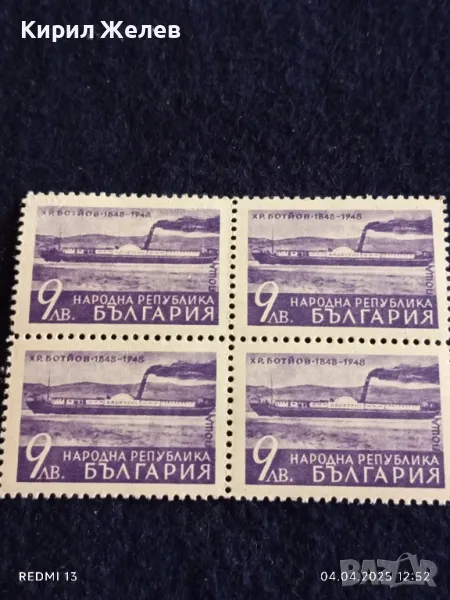 Кирил Желев
ХР. БОТЙОВ·1848-1948
9 ЛВ.
НАРОДНА РЕПУБЛИКА
БЪЛГАРИЯ
ПОЩА
ХР. БОТЙОВ·1848-1948
9 ЛВ.
НАРОДНА РЕПУБЛИКА
БЪЛГАРИЯ
ПОЩА
ХР. БОТЙОВ·1848-1948
9 ЛВ.
НАРОДНА РЕПУБЛИКА
БЪЛГАРИЯ
ПОЩА
ХР. БОТЙОВ·1848-1948
9 ЛВ.
НАРОДНА РЕПУБЛИКА
БЪЛГАРИЯ
ПОЩА
REDMI 13
04.04.2025 12:52
BAZAR